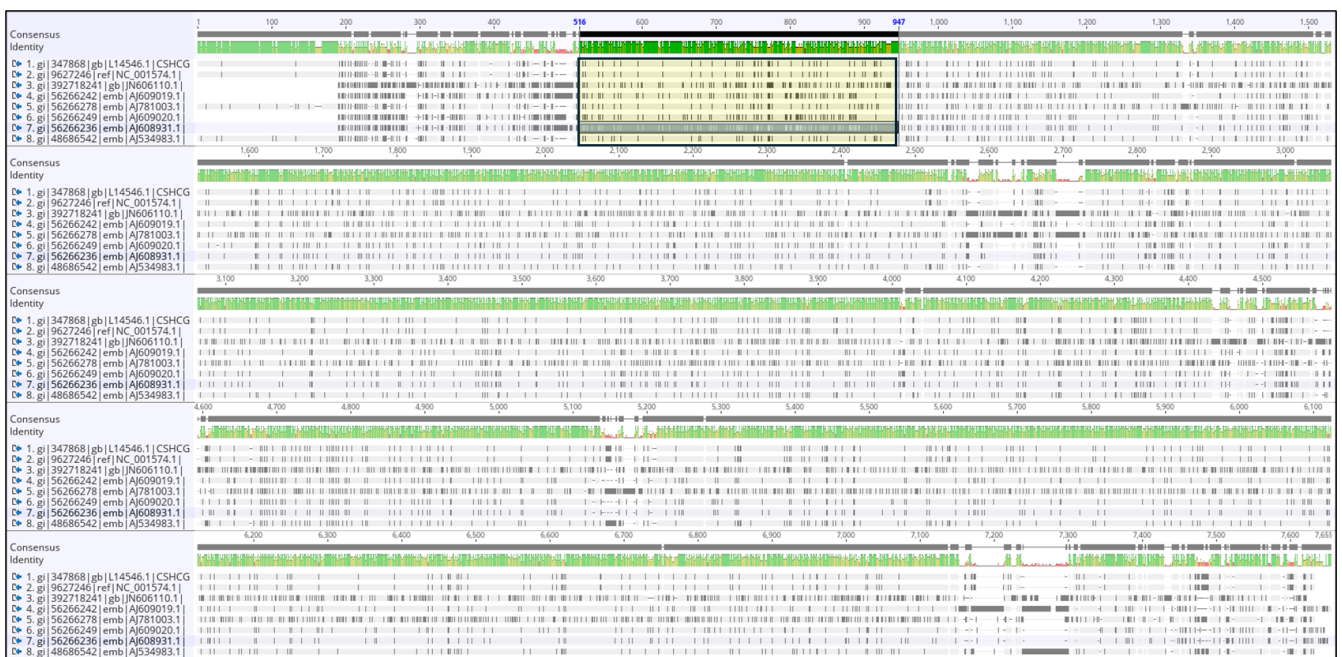 1 100 200 300 400 516 600 700 800 900 947 1,000 1,100 1,200 1,300 1,400 1,500
Consensus
Identity
1. gi|347868|gb|L14546.1|CSHCG
2. gi|9627246|ref|NC_001574.1|
3. gi|392718241|gb|JN606110.1|
4. gi|56266242|emb|AJ609019.1|
5. gi|56266278|emb|AJ781003.1|
6. gi|56266249|emb|AJ609020.1|
7. gi|56266236|emb|AJ608931.1|
8. gi|48686542|emb|AJ534983.1|
1,600 1,700 1,800 1,900 2,000 2,100 2,200 2,300 2,400 2,500 2,600 2,700 2,800 2,900 3,000
Consensus
Identity
1. gi|347868|gb|L14546.1|CSHCG
2. gi|9627246|ref|NC_001574.1|
3. gi|392718241|gb|JN606110.1|
4. gi|56266242|emb|AJ609019.1|
5. gi|56266278|emb|AJ781003.1|
6. gi|56266249|emb|AJ609020.1|
7. gi|56266236|emb|AJ608931.1|
8. gi|48686542|emb|AJ534983.1|
3,100 3,200 3,300 3,400 3,500 3,600 3,700 3,800 3,900 4,000 4,100 4,200 4,300 4,400 4,500
Consensus
Identity
1. gi|347868|gb|L14546.1|CSHCG
2. gi|9627246|ref|NC_001574.1|
3. gi|392718241|gb|JN606110.1|
4. gi|56266242|emb|AJ609019.1|
5. gi|56266278|emb|AJ781003.1|
6. gi|56266249|emb|AJ609020.1|
7. gi|56266236|emb|AJ608931.1|
8. gi|48686542|emb|AJ534983.1|
4,600 4,700 4,800 4,900 5,000 5,100 5,200 5,300 5,400 5,500 5,600 5,700 5,800 5,900 6,000 6,100
Consensus
Identity
1. gi|347868|gb|L14546.1|CSHCG
2. gi|9627246|ref|NC_001574.1|
3. gi|392718241|gb|JN606110.1|
4. gi|56266242|emb|AJ609019.1|
5. gi|56266278|emb|AJ781003.1|
6. gi|56266249|emb|AJ609020.1|
7. gi|56266236|emb|AJ608931.1|
8. gi|48686542|emb|AJ534983.1|
6,200 6,300 6,400 6,500 6,600 6,700 6,800 6,900 7,000 7,100 7,200 7,300 7,400 7,500 7,600 7,655
Consensus
Identity
1. gi|347868|gb|L14546.1|CSHCG
2. gi|9627246|ref|NC_001574.1|
3. gi|392718241|gb|JN606110.1|
4. gi|56266242|emb|AJ609019.1|
5. gi|56266278|emb|AJ781003.1|
6. gi|56266249|emb|AJ609020.1|
7. gi|56266236|emb|AJ608931.1|
8. gi|48686542|emb|AJ534983.1|